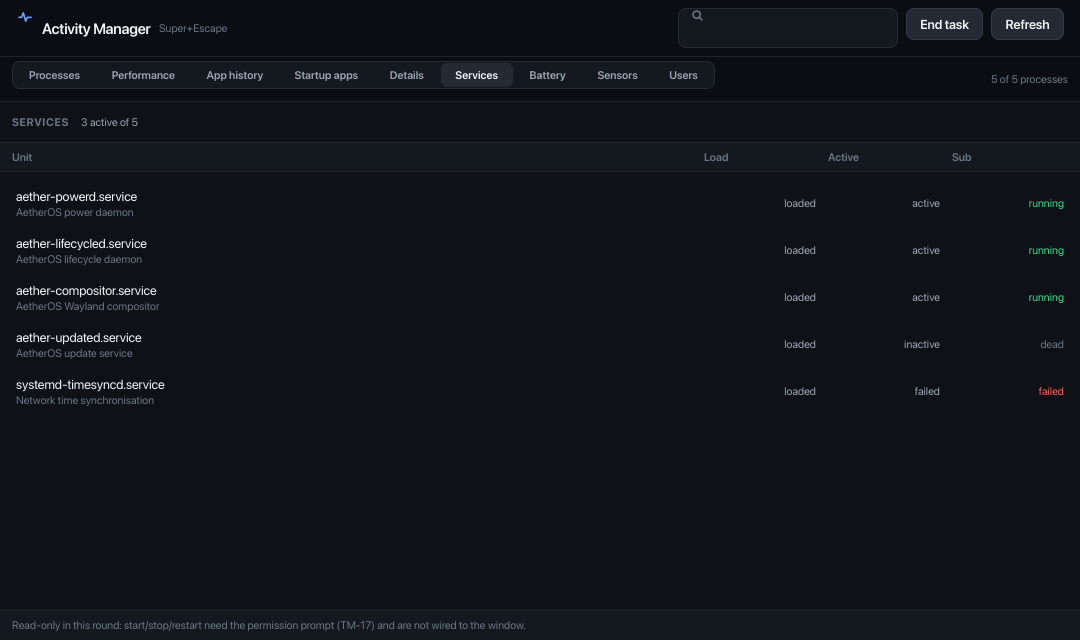 Activity Manager Super+Escape End task Refresh
Processes Performance App history Startup apps Details Services Battery Sensors Users 5 of 5 processes
SERVICES 3 active of 5
Unit Load Active Sub
aether-powerd.service
AetherOS power daemon
loaded active running
aether-lifecycled.service
AetherOS lifecycle daemon
loaded active running
aether-compositor.service
AetherOS Wayland compositor
loaded active running
aether-updated.service
AetherOS update service
loaded inactive dead
systemd-timesyncd.service
Network time synchronisation
loaded failed failed
Read-only in this round: start/stop/restart need the permission prompt (TM-17) and are not wired to the window.